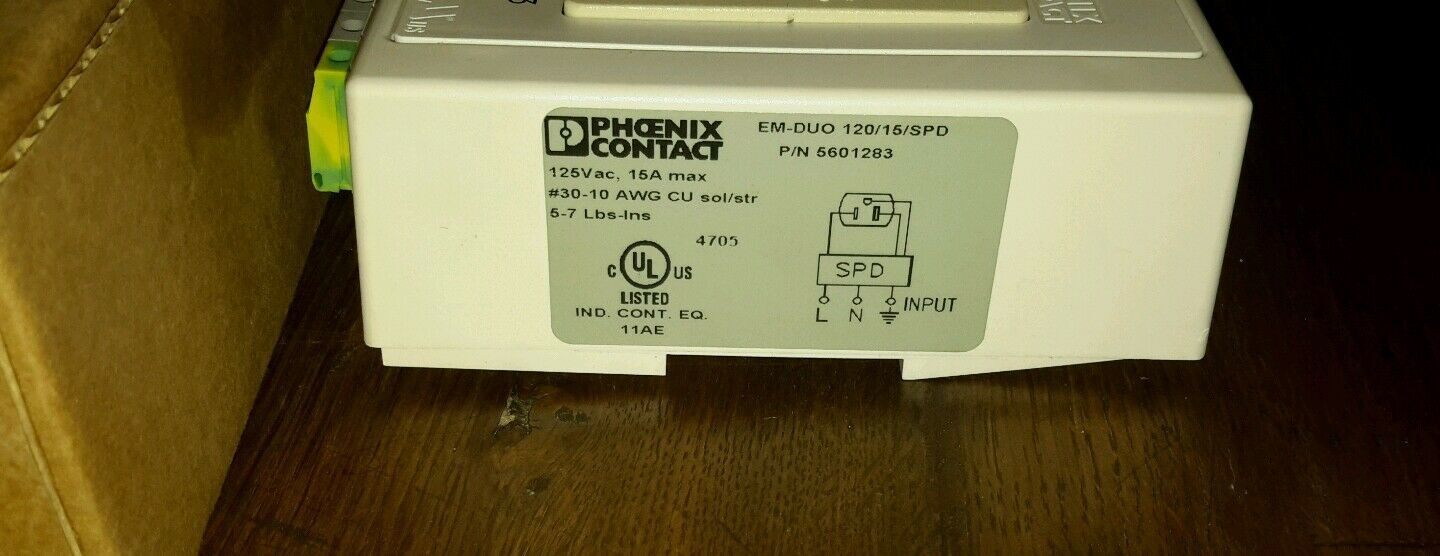 PHŒNIX
CONTACT
EM-DUO 120/15/SPD
P/N 5601283
125Vac, 15A max
#30-10 AWG CU sol/str
5-7 Lbs-Ins
4705
C UL US
LISTED
IND. CONT. EQ.
11AE
SPD
L N INPUT